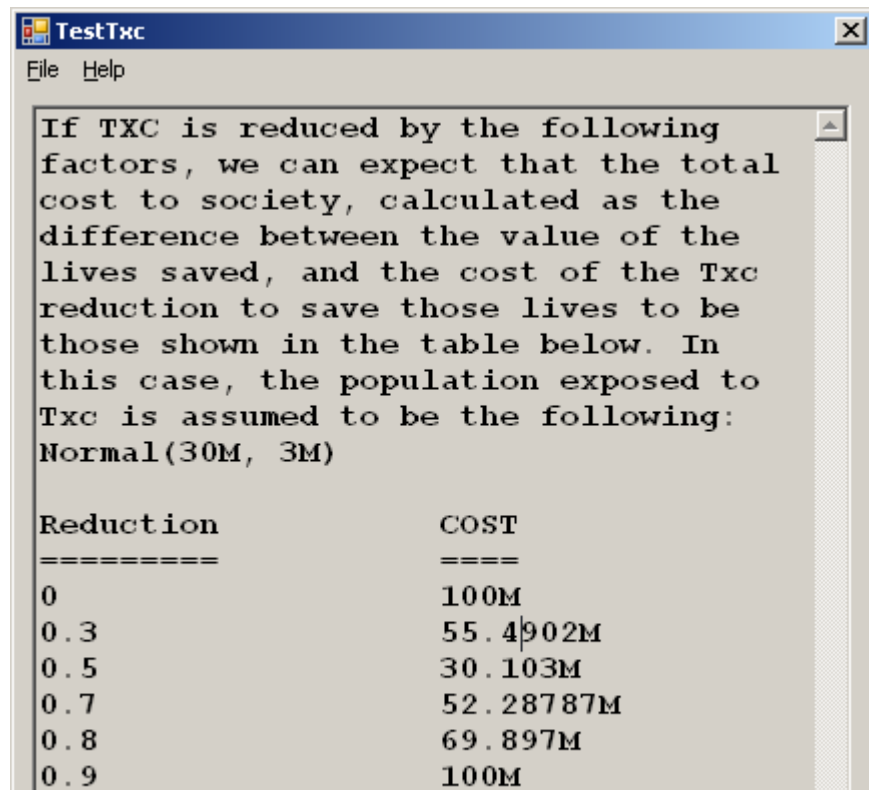 TestTxc
File Help
If TXC is reduced by the following
factors, we can expect that the total
cost to society, calculated as the
difference between the value of the
lives saved, and the cost of the Txc
reduction to save those lives to be
those shown in the table below. In
this case, the population exposed to
Txc is assumed to be the following:
Normal(30M, 3M)
Reduction COST
========= ====
0 100M
0.3 55.4902M
0.5 30.103M
0.7 52.28787M
0.8 69.897M
0.9 100M